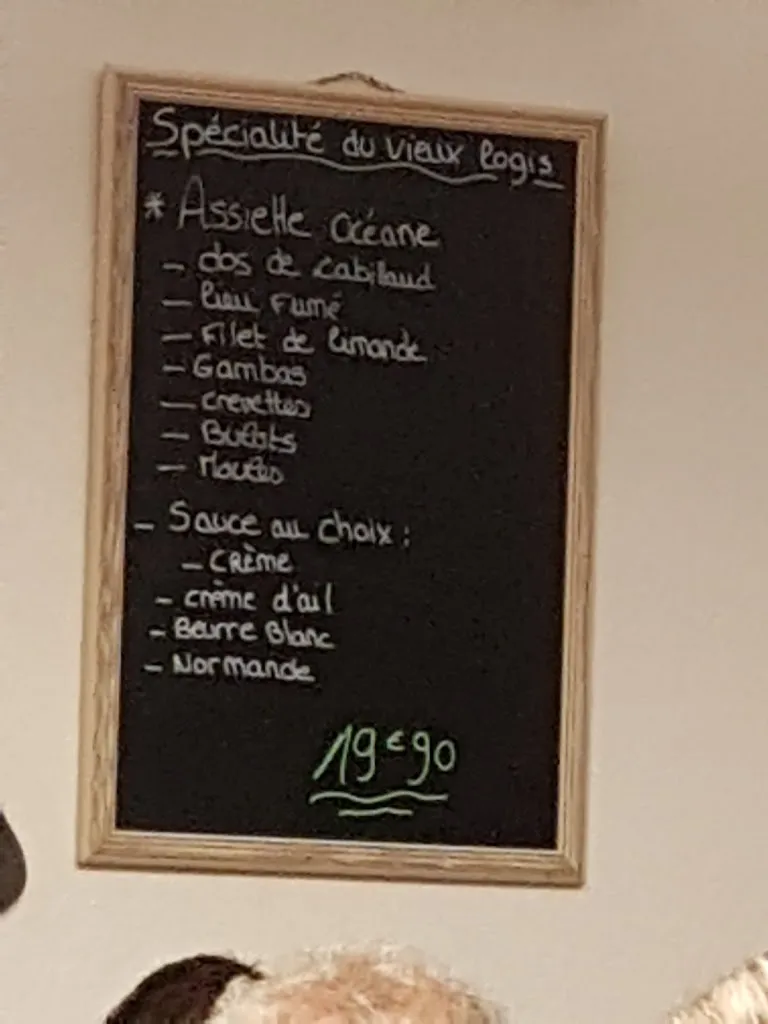 Spécialité du vieux logis
* Assiette océane
- dos de cabillaud
- lieu Fumé
- Filet de limande
- Gambas
- crevettes
- Bulots
- Moules
- Sauce au choix :
- CRème
- crème d'ail
- Beurre Blanc
- Normande
19€90